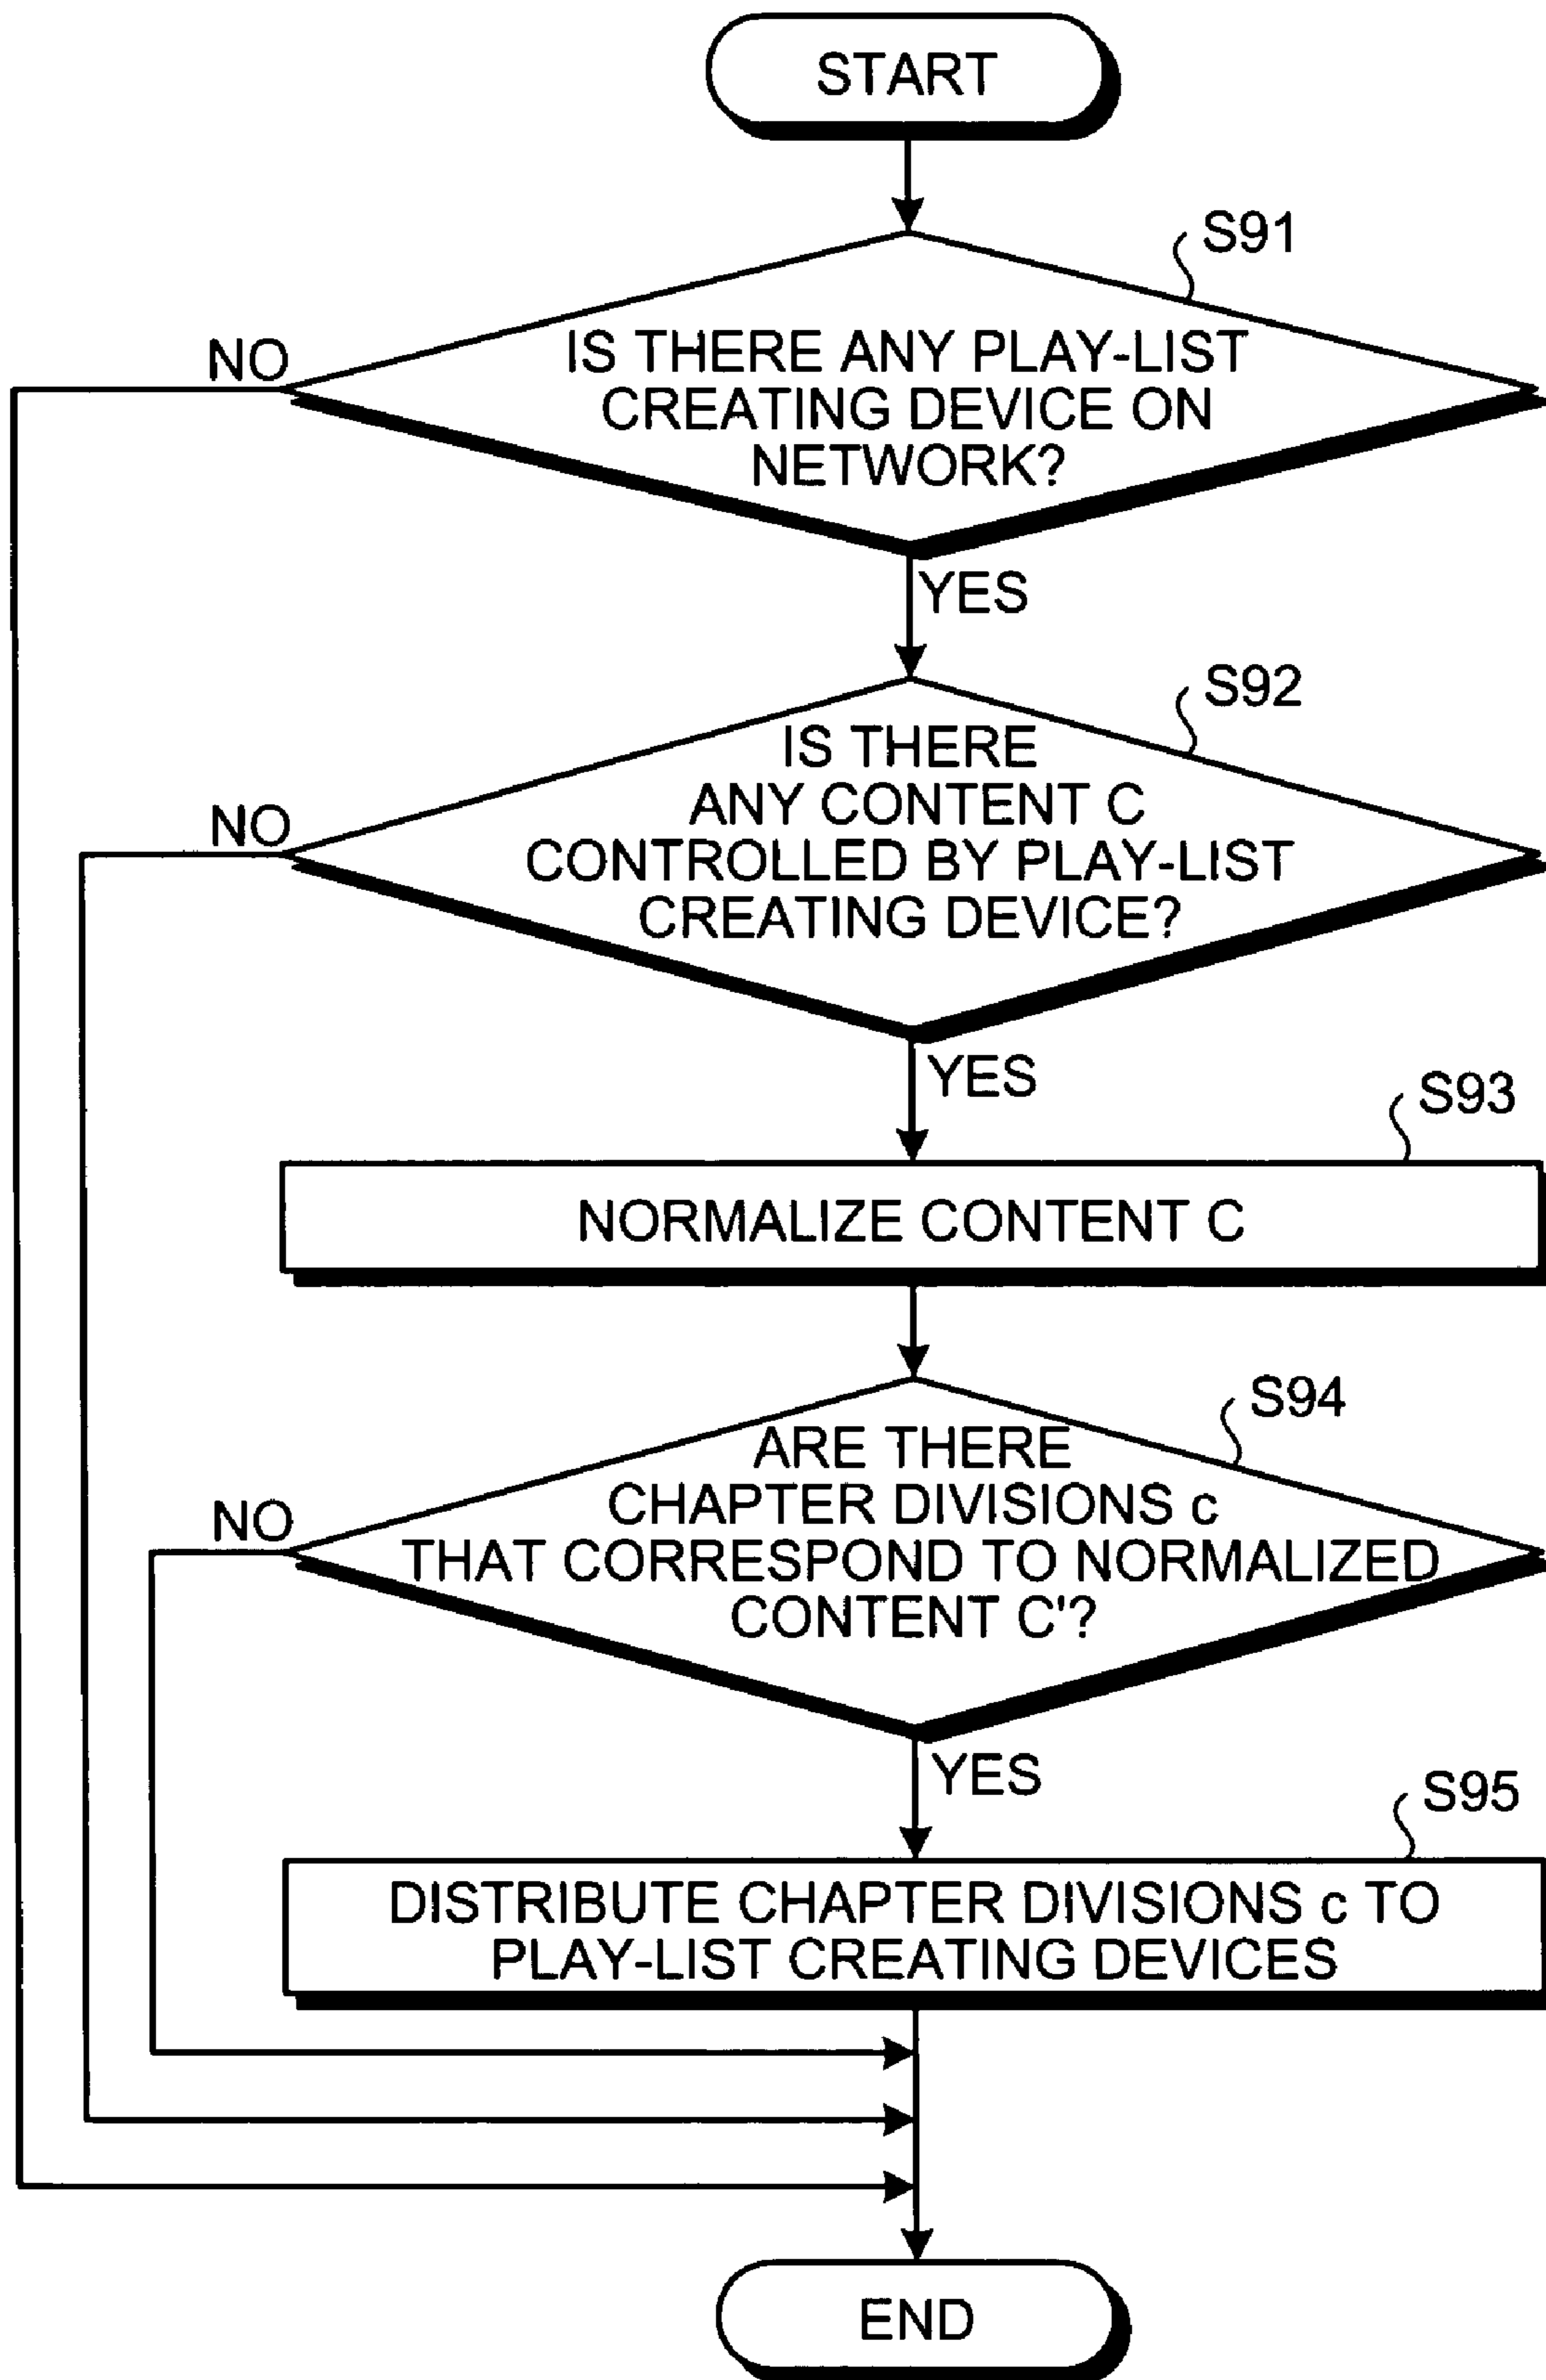 START
S91
IS THERE ANY PLAY-LIST
CREATING DEVICE ON
NETWORK?
NO
YES
S92
IS THERE
ANY CONTENT C
CONTROLLED BY PLAY-LIST
CREATING DEVICE?
NO
YES
S93
NORMALIZE CONTENT C
S94
ARE THERE
CHAPTER DIVISIONS c
THAT CORRESPOND TO NORMALIZED
CONTENT C'?
NO
YES
S95
DISTRIBUTE CHAPTER DIVISIONS c TO
PLAY-LIST CREATING DEVICES
END